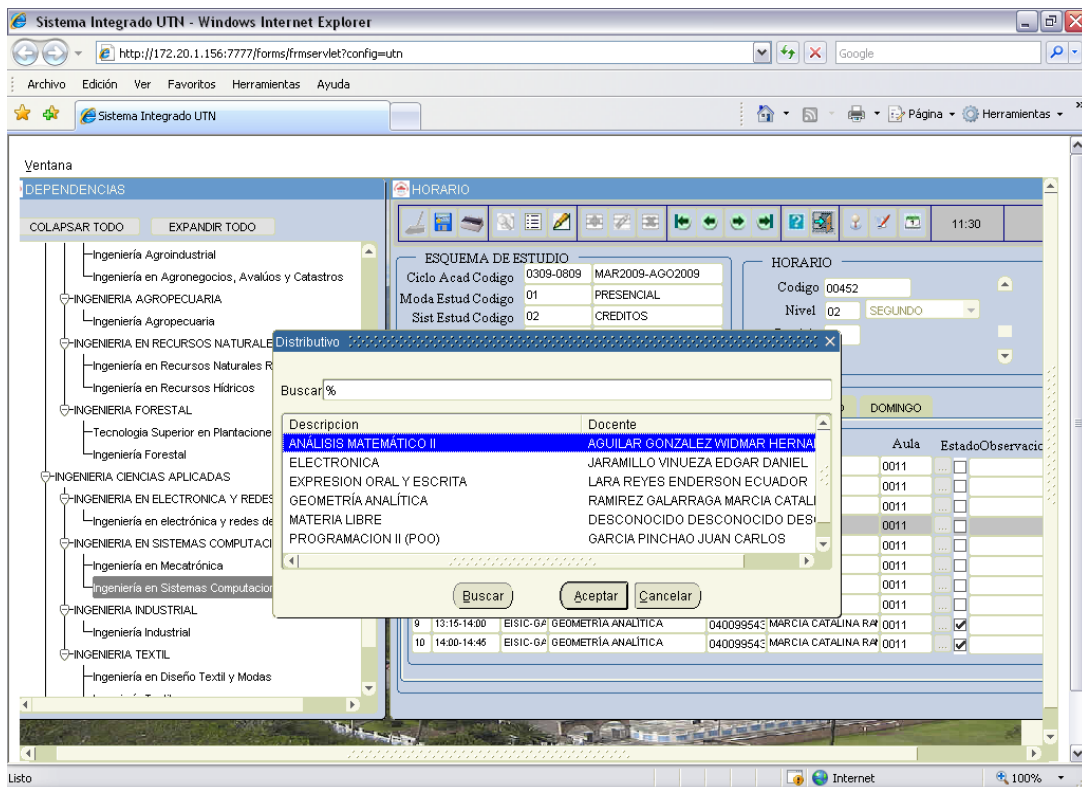 Sistema Integrado UTN - Windows Internet Explorer
http://172.20.1.156:7777/forms/frmservlet?config=utn
Google
Archivo Edición Ver Favoritos Herramientas Ayuda
Sistema Integrado UTN
Página Herramientas
Ventana
DEPENDENCIAS
COLAPSAR TODO EXPANDIR TODO
Ingeniería Agroindustrial
Ingeniería en Agronegocios, Avalúos y Catastros
INGENIERIA AGROPECUARIA
Ingeniería Agropecuaria
INGENIERIA EN RECURSOS NATURALE
Ingeniería en Recursos Naturales R
Ingeniería en Recursos Hídricos
INGENIERIA FORESTAL
Tecnologia Superior en Plantacione
Ingeniería Forestal
INGENIERIA CIENCIAS APLICADAS
INGENIERIA EN ELECTRONICA Y REDES
Ingeniería en electrónica y redes de
INGENIERIA EN SISTEMAS COMPUTACI
Ingeniería en Mecatrónica
Ingeniería en Sistemas Computacion
INGENIERIA INDUSTRIAL
Ingeniería Industrial
INGENIERIA TEXTIL
Ingeniería en Diseño Textil y Modas
HORARIO
11:30
ESQUEMA DE ESTUDIO
Ciclo Acad Codigo 0309-0809 MAR2009-AGO2009
Moda Estud Codigo 01 PRESENCIAL
Sist Estud Codigo 02 CREDITOS
HORARIO
Codigo 00452
Nivel 02 SEGUNDO
DOMINGO
Aula Estado Observacio
0011
0011
0011
0011
0011
0011
0011
0011
9 13:15-14:00 EISIC-GA GEOMETRÍA ANALÍTICA 040099543 MARCIA CATALINA RA 0011
10 14:00-14:45 EISIC-GA GEOMETRÍA ANALÍTICA 040099543 MARCIA CATALINA RA 0011
Distributivo
Buscar %
Descripcion Docente
ANÁLISIS MATEMÁTICO II AGUILAR GONZALEZ WIDMAR HERNA
ELECTRONICA JARAMILLO VINUEZA EDGAR DANIEL
EXPRESION ORAL Y ESCRITA LARA REYES ENDERSON ECUADOR
GEOMETRÍA ANALÍTICA RAMIREZ GALARRAGA MARCIA CATALI
MATERIA LIBRE DESCONOCIDO DESCONOCIDO DES
PROGRAMACION II (POO) GARCIA PINCHAO JUAN CARLOS
Buscar Aceptar Cancelar
Listo
Internet
100%